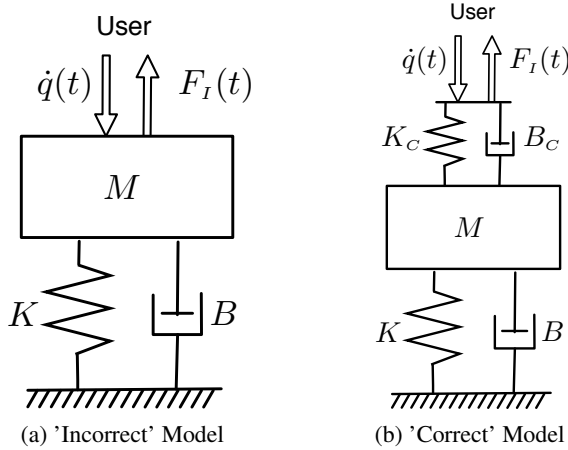 User
q̇(t) F_I(t)
M
K B
(a) 'Incorrect' Model
User
q̇(t) F_I(t)
K_C B_C
M
K B
(b) 'Correct' Model